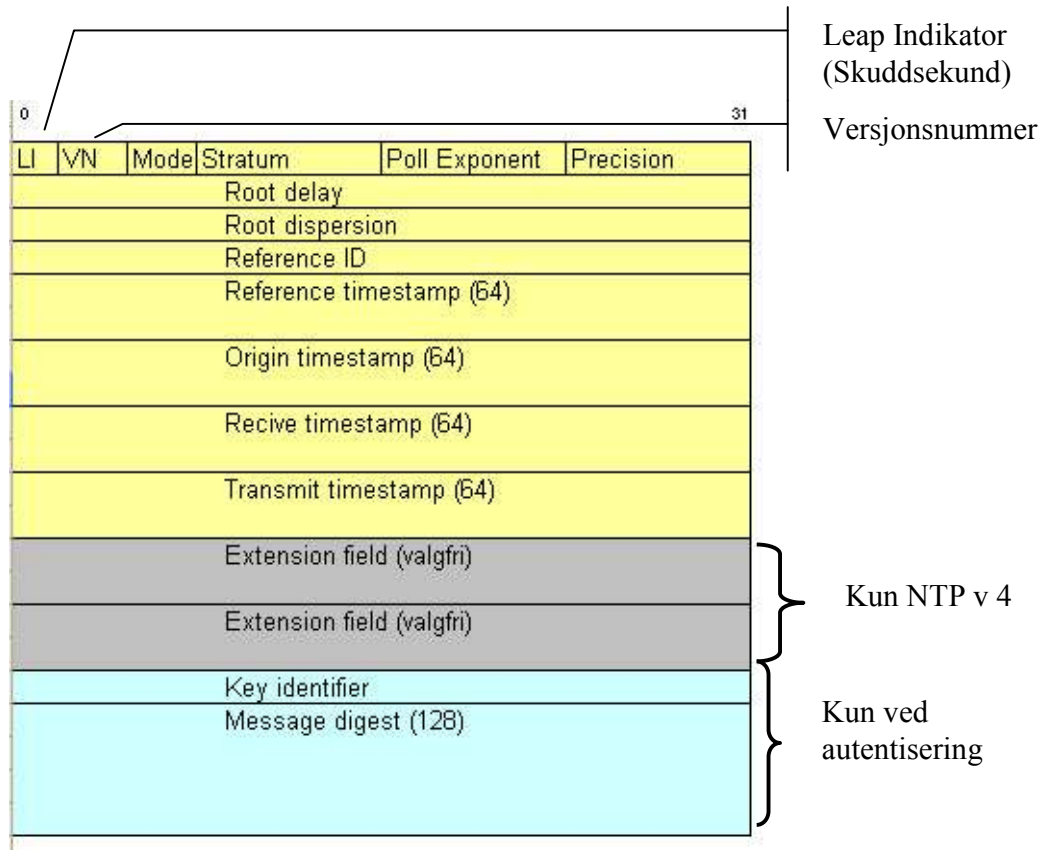 Leap Indikator
(Skuddsekund)
0 31
Versjonsnummer
LI VN Mode Stratum Poll Exponent Precision
Root delay
Root dispersion
Reference ID
Reference timestamp (64)
Origin timestamp (64)
Recive timestamp (64)
Transmit timestamp (64)
Extension field (valgfri)
Kun NTP v 4
Extension field (valgfri)
Key identifier
Message digest (128)
Kun ved
autentisering